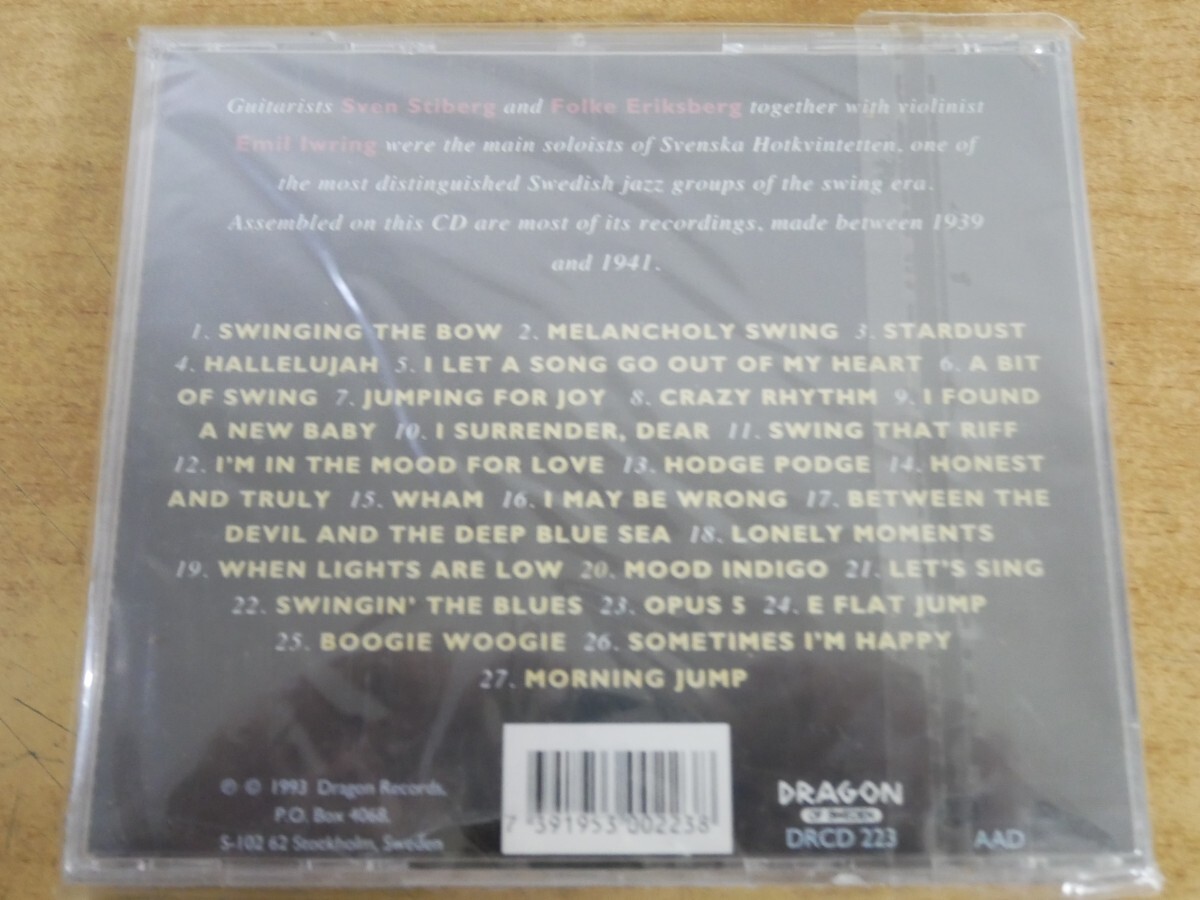 Guitarists Sven Stiberg and Folke Eriksberg together with violinist
Emil Iwring were the main soloists of Svenska Hotkvintetten, one of
the most distinguished Swedish jazz groups of the swing era.
Assembled on this CD are most of its recordings, made between 1939
and 1941.
1. SWINGING THE BOW 2. MELANCHOLY SWING 3. STARDUST
4. HALLELUJAH 5. I LET A SONG GO OUT OF MY HEART 6. A BIT
OF SWING 7. JUMPING FOR JOY 8. CRAZY RHYTHM 9. I FOUND
A NEW BABY 10. I SURRENDER, DEAR 11. SWING THAT RIFF
12. I'M IN THE MOOD FOR LOVE 13. HODGE PODGE 14. HONEST
AND TRULY 15. WHAM 16. I MAY BE WRONG 17. BETWEEN THE
DEVIL AND THE DEEP BLUE SEA 18. LONELY MOMENTS
19. WHEN LIGHTS ARE LOW 20. MOOD INDIGO 21. LET'S SING
22. SWINGIN' THE BLUES 23. OPUS 5 24. E FLAT JUMP
25. BOOGIE WOOGIE 26. SOMETIMES I'M HAPPY
27. MORNING JUMP
℗ © 1993 Dragon Records,
P.O. Box 4068,
S-102 62 Stockholm, Sweden
7 391953 002238
DRAGON
OF SWEDEN
DRCD 223
AAD